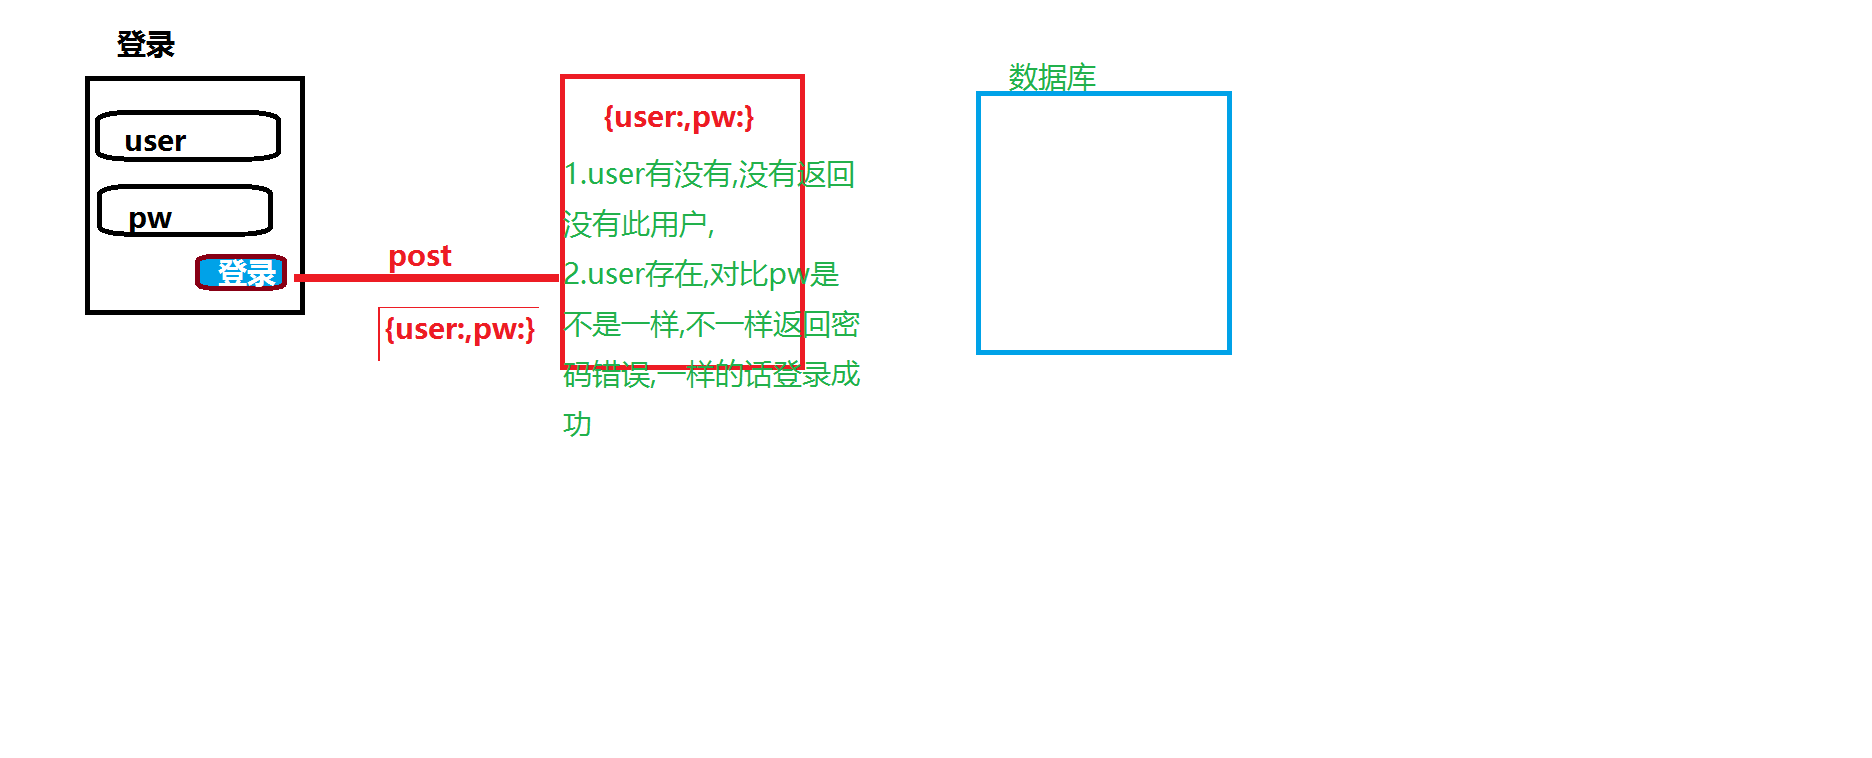 登录
user
pw
登录
post
{user:,pw:}
{user:,pw:}
1.user有没有,没有返回
没有此用户,
2.user存在,对比pw是
不是一样,不一样返回密
码错误,一样的话登录成
功
数据库